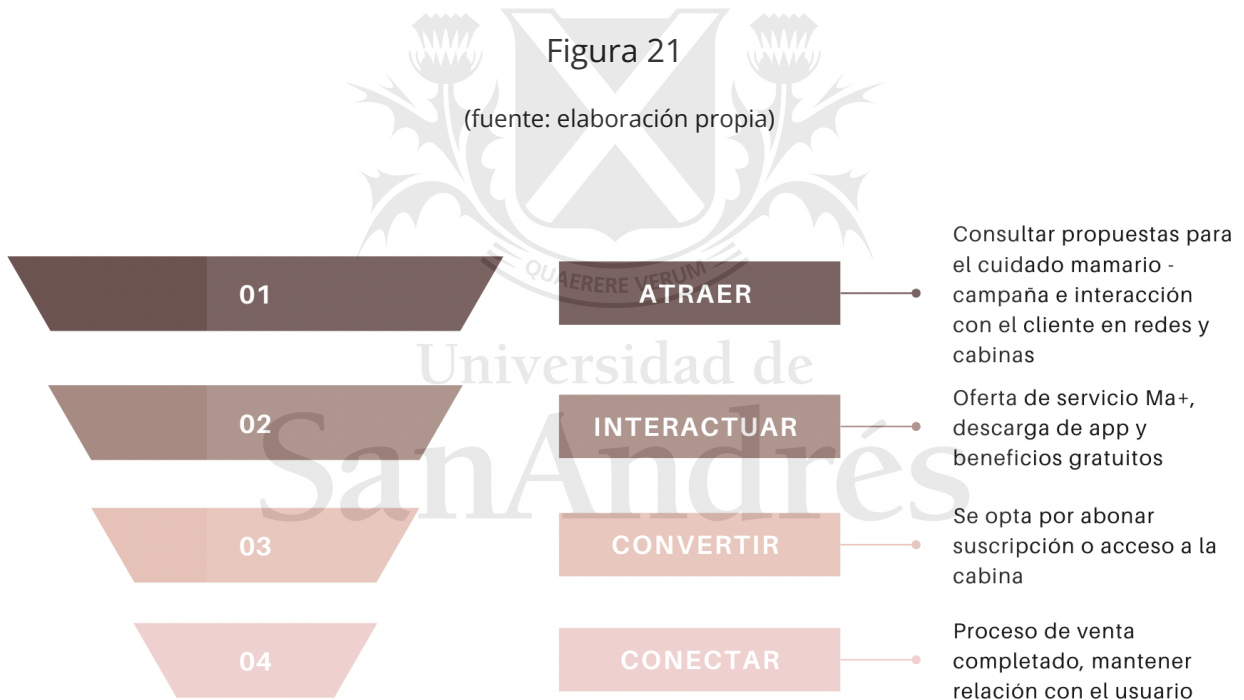 Figura 21
(fuente: elaboración propia)
QUAERERE VERUM
Universidad de
SanAndrés
01
ATRAER
Consultar propuestas para
el cuidado mamario -
campaña e interacción
con el cliente en redes y
cabinas
02
INTERACTUAR
Oferta de servicio Ma+,
descarga de app y
beneficios gratuitos
03
CONVERTIR
Se opta por abonar
suscripción o acceso a la
cabina
04
CONECTAR
Proceso de venta
completado, mantener
relación con el usuario